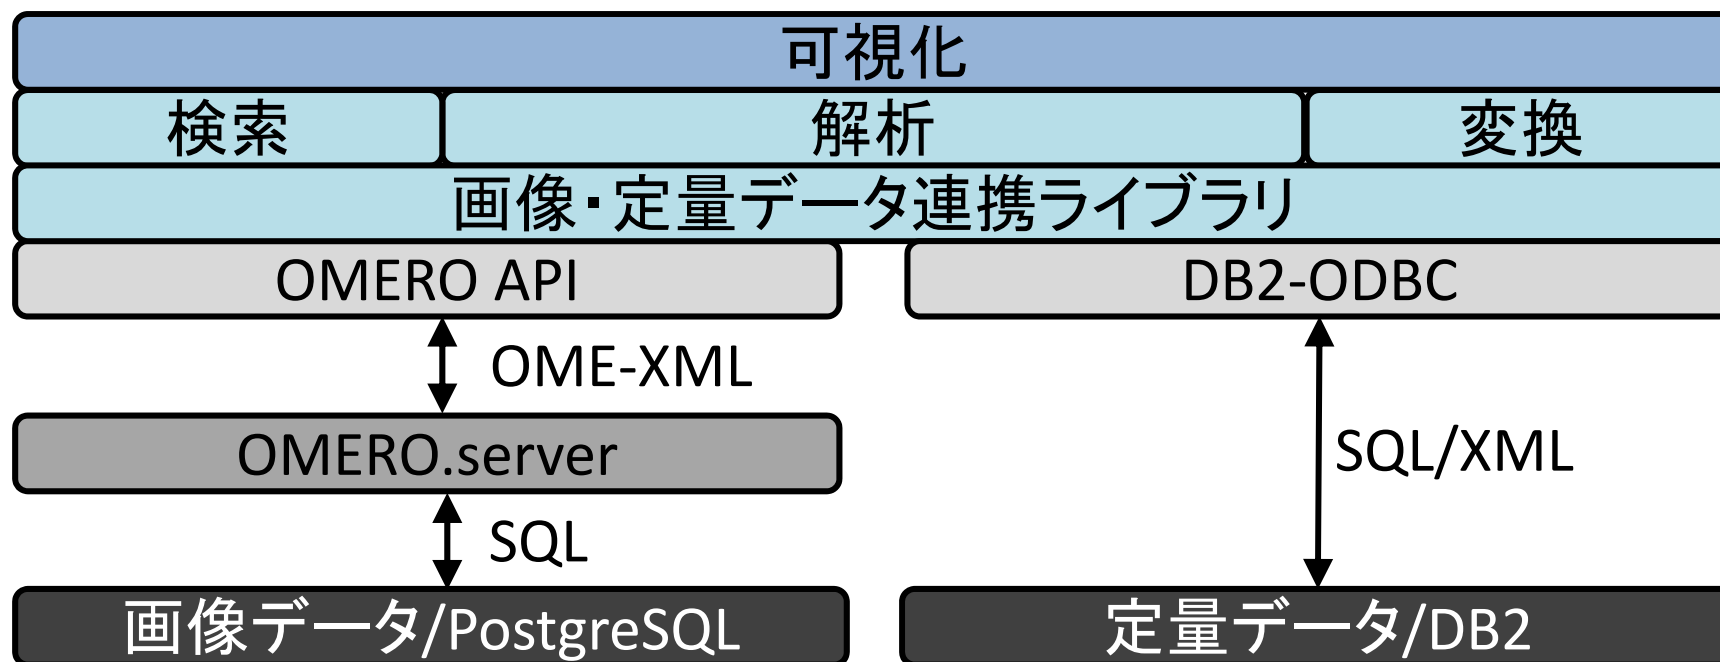 可視化
検索
解析
変換
画像・定量データ連携ライブラリ
OMERO API
DB2-ODBC
OME-XML
OMERO.server
SQL/XML
SQL
画像データ/PostgreSQL
定量データ/DB2